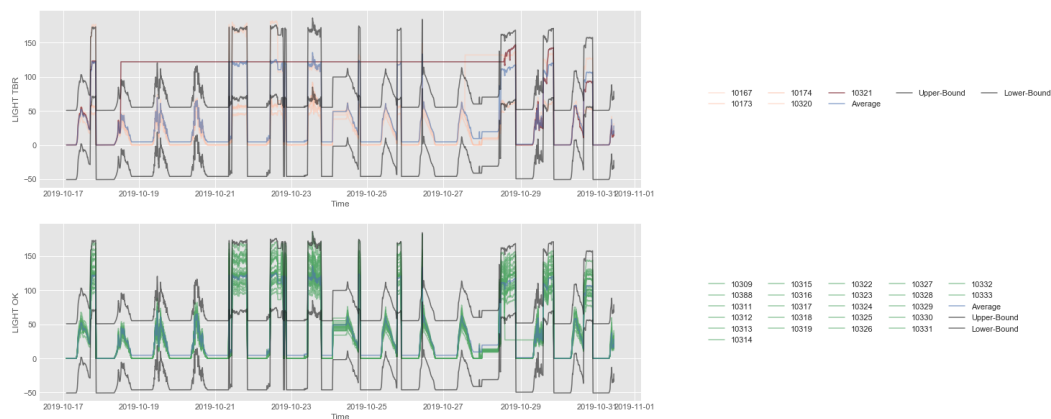 150
100
50
0
−50
LIGHT TBR
2019-10-17 2019-10-19 2019-10-21 2019-10-23 2019-10-25 2019-10-27 2019-10-29 2019-10-31 2019-11-01
Time
10167 10174 10321 Upper-Bound Lower-Bound
10173 10320 Average
150
100
50
0
−50
LIGHT OK
2019-10-17 2019-10-19 2019-10-21 2019-10-23 2019-10-25 2019-10-27 2019-10-29 2019-10-31 2019-11-01
Time
10309 10315 10322 10327 10332
10388 10316 10323 10328 10333
10311 10317 10324 10329 Average
10312 10318 10325 10330 Upper-Bound
10313 10319 10326 10331 Lower-Bound
10314